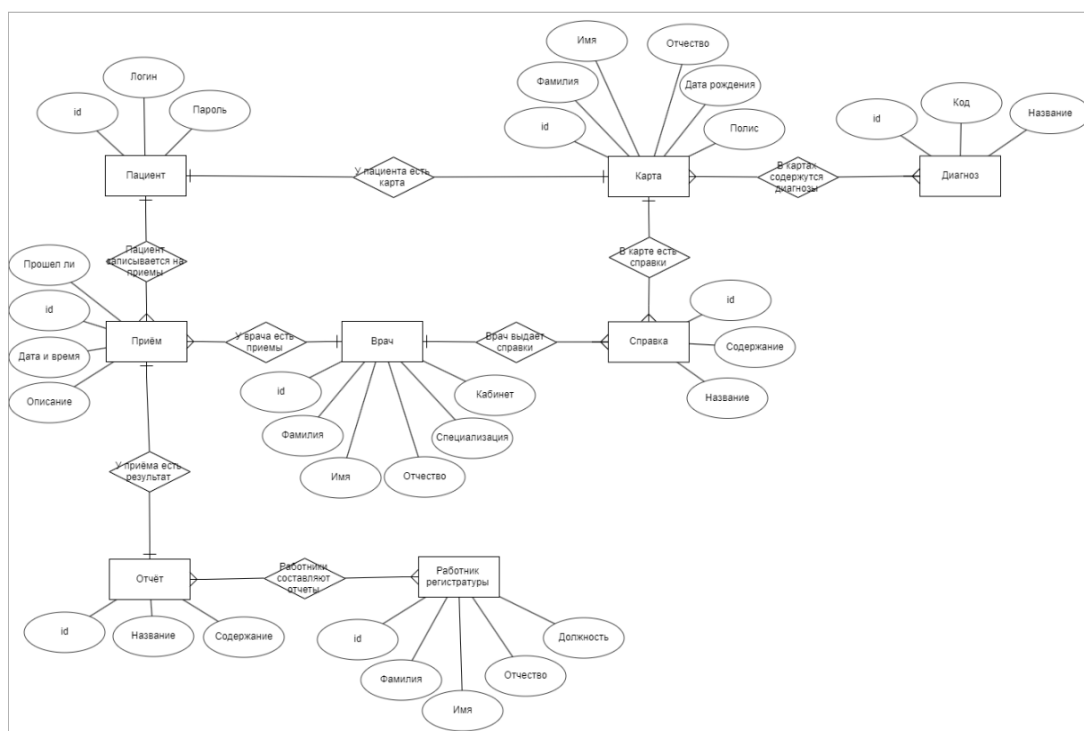 Имя
Отчество
Логин
Фамилия
Дата рождения
Код
id
Пароль
id
Полис
id
Название
Пациент
У пациента есть
карта
Карта
В картах
содержутся
диагнозы
Диагноз
Пациент
записывается на
приемы
В карте есть
справки
Прошел ли
id
id
Приём
У врача есть
приемы
Врач
Врач выдает
справки
Справка
Дата и время
Содержание
Описание
id
Кабинет
Название
Фамилия
Специализация
Имя
Отчество
У приёма есть
результат
Отчёт
Работники
составляют
отчеты
Работник
регистратуры
id
Название
Содержание
id
Должность
Фамилия
Отчество
Имя